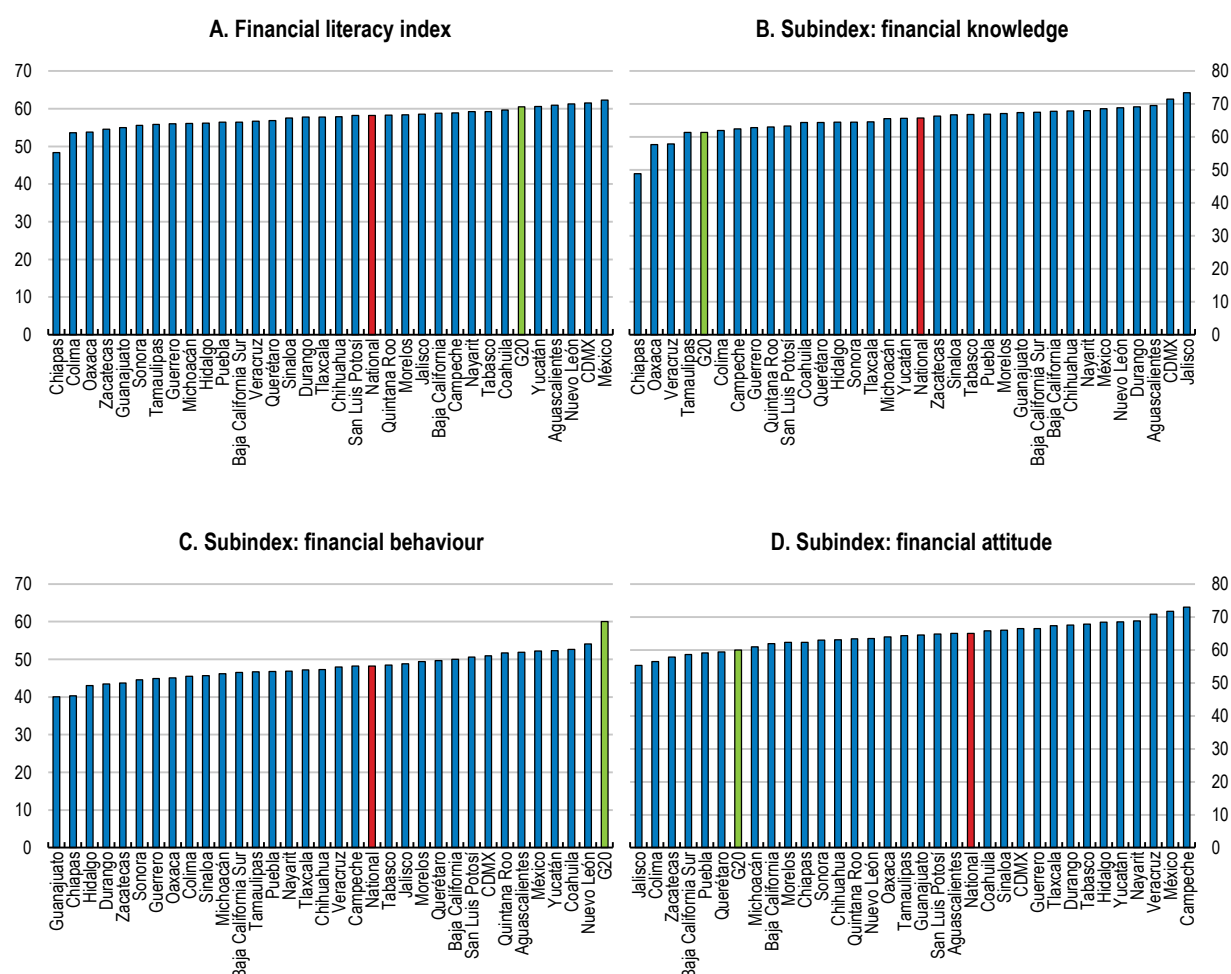 A. Financial literacy index
70
60
50
40
30
20
10
0
Chiapas
Colima
Oaxaca
Zacatecas
Guanajuato
Sonora
Tamaulipas
Guerrero
Michoacán
Hidalgo
Puebla
Baja California Sur
Veracruz
Querétaro
Sinaloa
Durango
Tlaxcala
Chihuahua
San Luis Potosí
National
Quintana Roo
Morelos
Jalisco
Baja California
Campeche
Nayarit
Tabasco
Coahuila
G20
Yucatán
Aguascalientes
Nuevo León
CDMX
México
B. Subindex: financial knowledge
80
70
60
50
40
30
20
10
0
Chiapas
Oaxaca
Veracruz
Tamaulipas
G20
Colima
Campeche
Guerrero
Quintana Roo
San Luis Potosí
Coahuila
Querétaro
Hidalgo
Sonora
Tlaxcala
Michoacán
Yucatán
National
Zacatecas
Sinaloa
Tabasco
Puebla
Morelos
Guanajuato
Baja California Sur
Baja California
Chihuahua
Nayarit
México
Nuevo León
Durango
Aguascalientes
CDMX
Jalisco
C. Subindex: financial behaviour
70
60
50
40
30
20
10
0
Guanajuato
Chiapas
Hidalgo
Durango
Zacatecas
Sonora
Guerrero
Oaxaca
Colima
Sinaloa
Michoacán
Baja California Sur
Tamaulipas
Puebla
Nayarit
Tlaxcala
Chihuahua
Veracruz
Campeche
National
Tabasco
Jalisco
Morelos
Querétaro
Baja California
San Luis Potosí
CDMX
Quintana Roo
Aguascalientes
México
Yucatán
Coahuila
Nuevo León
G20
D. Subindex: financial attitude
80
70
60
50
40
30
20
10
0
Jalisco
Colima
Zacatecas
Baja California Sur
Puebla
Querétaro
G20
Michoacán
Baja California
Morelos
Chiapas
Sonora
Chihuahua
Quintana Roo
Nuevo León
Oaxaca
Tamaulipas
Guanajuato
San Luis Potosí
Aguascalientes
National
Coahuila
Sinaloa
CDMX
Guerrero
Tlaxcala
Durango
Tabasco
Hidalgo
Yucatán
Nayarit
Veracruz
México
Campeche